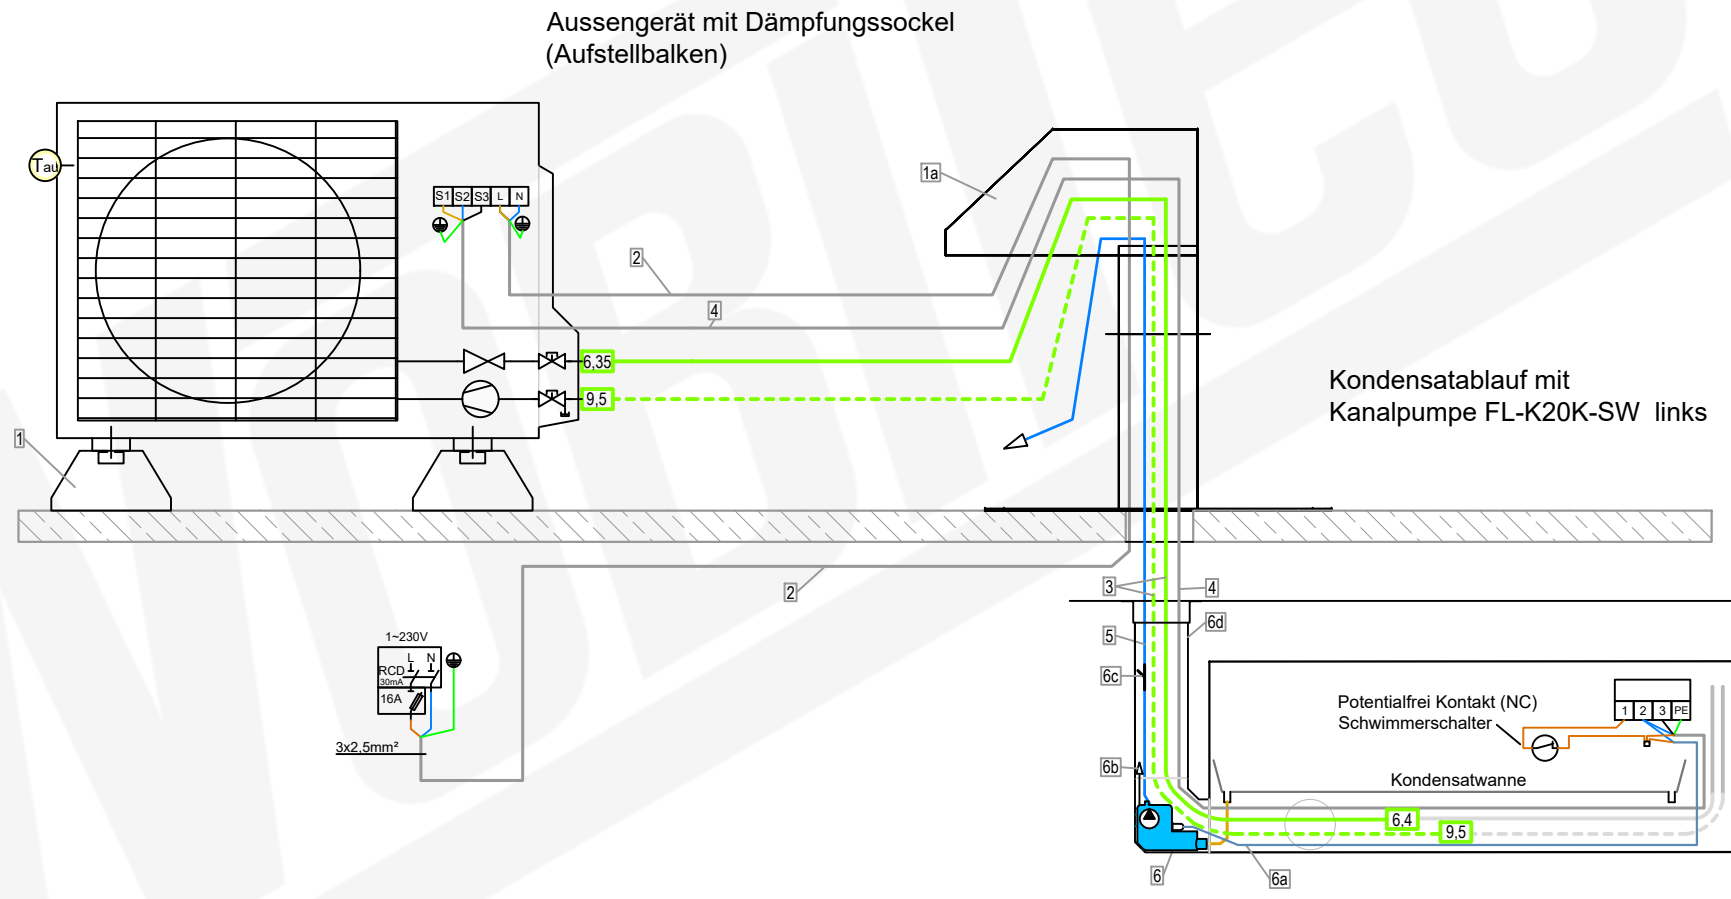 Aussengerät mit Dämpfungssockel
(Aufstellbalken)
Tau
S1 S2 S3 L N
1a
2
4
6,35
9,5
Kondensatablauf mit
Kanalpumpe FL-K20K-SW links
1
2
3
4
5
6d
6c
6b
1~230V
L N
RCD
30mA
16A
3x2,5mm²
Potentialfrei Kontakt (NC)
Schwimmerschalter
1 2 3 PE
Kondensatwanne
6,4
9,5
6
6a